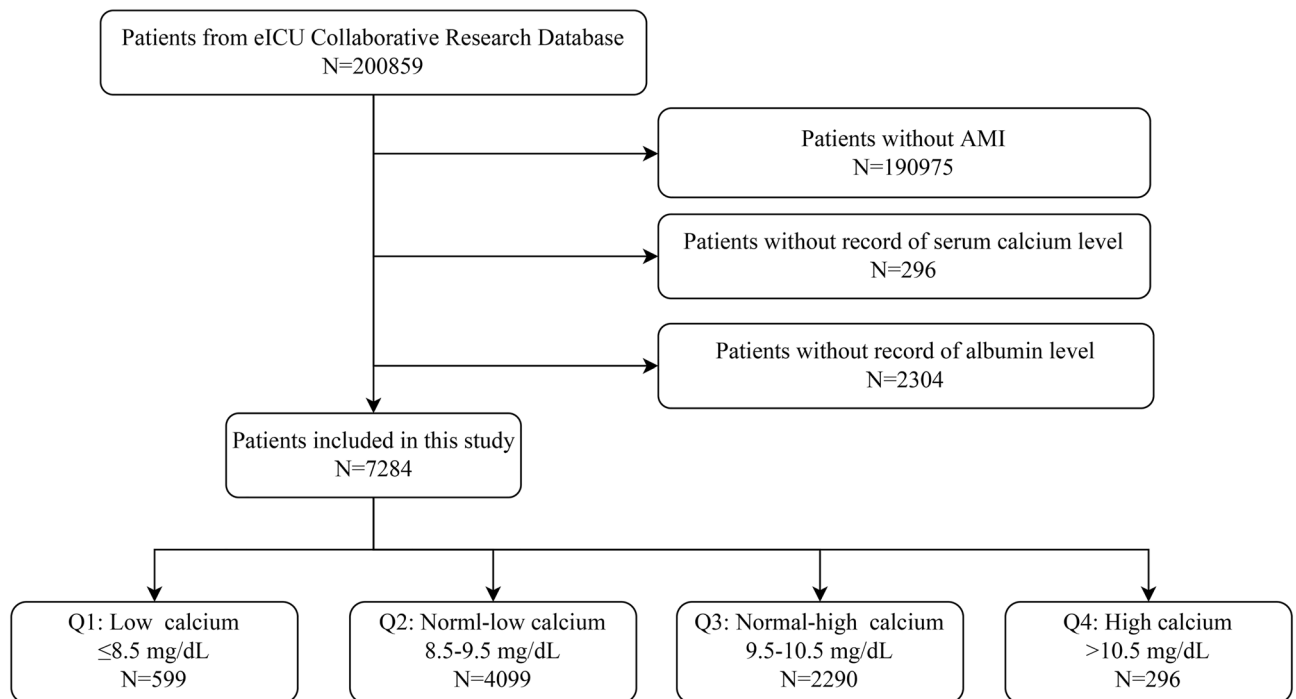 Patients from eICU Collaborative Research Database
N=200859
Patients without AMI
N=190975
Patients without record of serum calcium level
N=296
Patients without record of albumin level
N=2304
Patients included in this study
N=7284
Q1: Low calcium
≤8.5 mg/dL
N=599
Q2: Norml-low calcium
8.5-9.5 mg/dL
N=4099
Q3: Normal-high calcium
9.5-10.5 mg/dL
N=2290
Q4: High calcium
>10.5 mg/dL
N=296